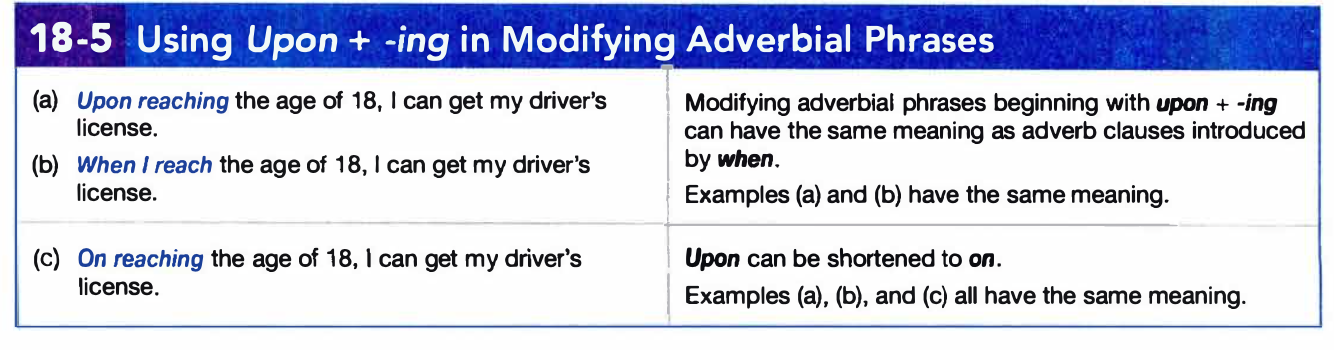 18-5 Using Upon + -ing in Modifying Adverbial Phrases
(a) Upon reaching the age of 18, I can get my driver's
license.
(b) When I reach the age of 18, I can get my driver's
license.
Modifying adverbial phrases beginning with upon + -ing
can have the same meaning as adverb clauses introduced
by when.
Examples (a) and (b) have the same meaning.
(c) On reaching the age of 18, I can get my driver's
license.
Upon can be shortened to on.
Examples (a), (b), and (c) all have the same meaning.